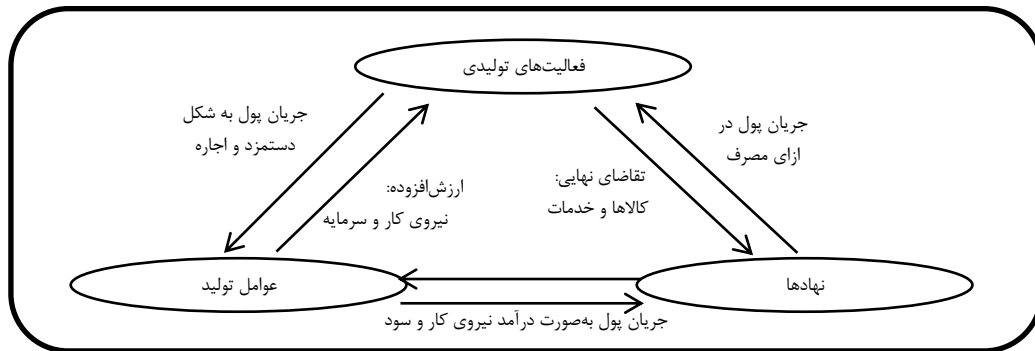 فعالیت‌های تولیدی
جریان پول به شکل
دستمزد و اجاره
جریان پول در
ازای مصرف
ارزش‌افزوده:
نیروی کار و سرمایه
تقاضای نهایی:
کالاها و خدمات
عوامل تولید
نهادها
جریان پول به‌صورت درآمد نیروی کار و سود